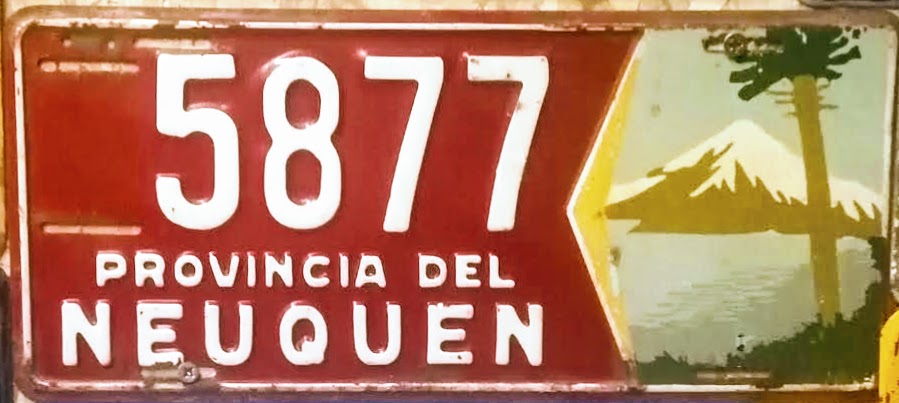 5877
PROVINCIA DEL
NEUQUEN